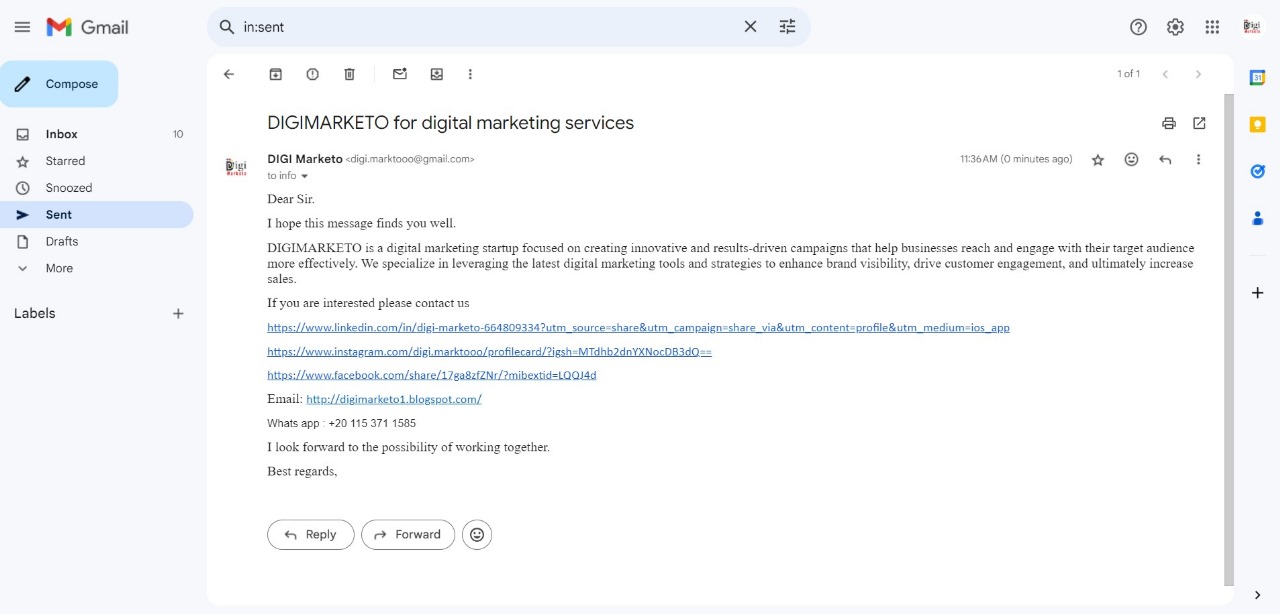 Gmail
in:sent
Compose
1 of 1
DIGIMARKETO for digital marketing services
Inbox 10
Starred
Snoozed
Sent
Drafts
More
Labels
Digi
Marketo
DIGI Marketo <digi.marktooo@gmail.com>
11:36 AM (0 minutes ago)
to info
Dear Sir.
I hope this message finds you well.
DIGIMARKETO is a digital marketing startup focused on creating innovative and results-driven campaigns that help businesses reach and engage with their target audience
more effectively. We specialize in leveraging the latest digital marketing tools and strategies to enhance brand visibility, drive customer engagement, and ultimately increase
sales.
If you are interested please contact us
https://www.linkedin.com/in/digi-marketo-664809334?utm_source=share&utm_campaign=share_via&utm_content=profile&utm_medium=ios_app
https://www.instagram.com/digi.marktooo/profilecard/?igsh=MTdhb2dnYXNocDB3dQ==
https://www.facebook.com/share/17ga8zfZNr/?mibextid=LQQJ4d
Email: http://digimarketo1.blogspot.com/
Whats app : +20 115 371 1585
I look forward to the possibility of working together.
Best regards,
Reply
Forward
31